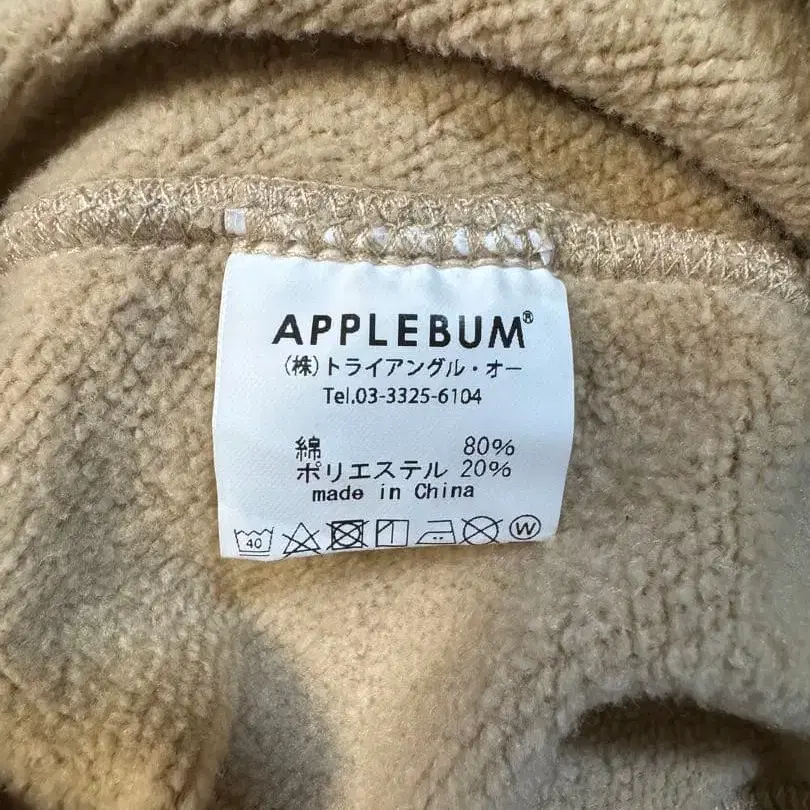 APPLEBUM®
(株)トライアングル・オー
Tel.03-3325-6104
綿 80%
ポリエステル 20%
made in China
40 W